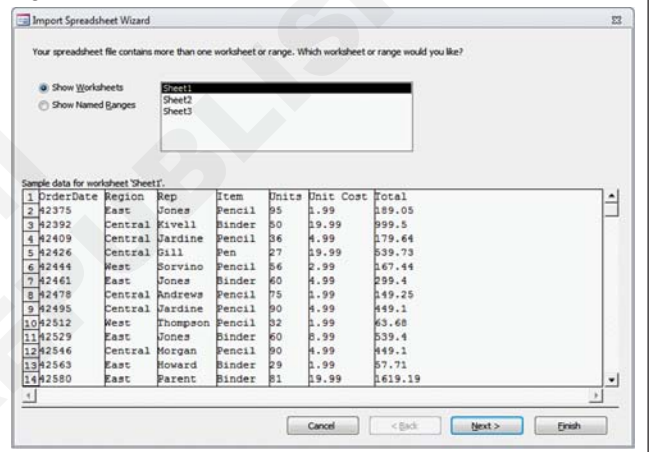 Import Spreadsheet Wizard
Your spreadsheet file contains more than one worksheet or range. Which worksheet or range would you like?
Show Worksheets
Show Named Ranges
Sheet1
Sheet2
Sheet3
Sample data for worksheet 'Sheet1'.
1 OrderDate Region Rep Item Units Unit Cost Total
2 42375 East Jones Pencil 95 1.99 189.05
3 42392 Central Kivell Binder 50 19.99 999.5
4 42409 Central Jardine Pencil 36 4.99 179.64
5 42426 Central Gill Pen 27 19.99 539.73
6 42444 West Sorvino Pencil 56 2.99 167.44
7 42461 East Jones Binder 60 4.99 299.4
8 42478 Central Andrews Pencil 75 1.99 149.25
9 42495 Central Jardine Pencil 90 4.99 449.1
10 42512 West Thompson Pencil 32 1.99 63.68
11 42529 East Jones Binder 60 8.99 539.4
12 42546 Central Morgan Pencil 90 4.99 449.1
13 42563 East Howard Binder 29 1.99 57.71
14 42580 East Parent Binder 81 19.99 1619.19
Cancel < Back Next > Finish